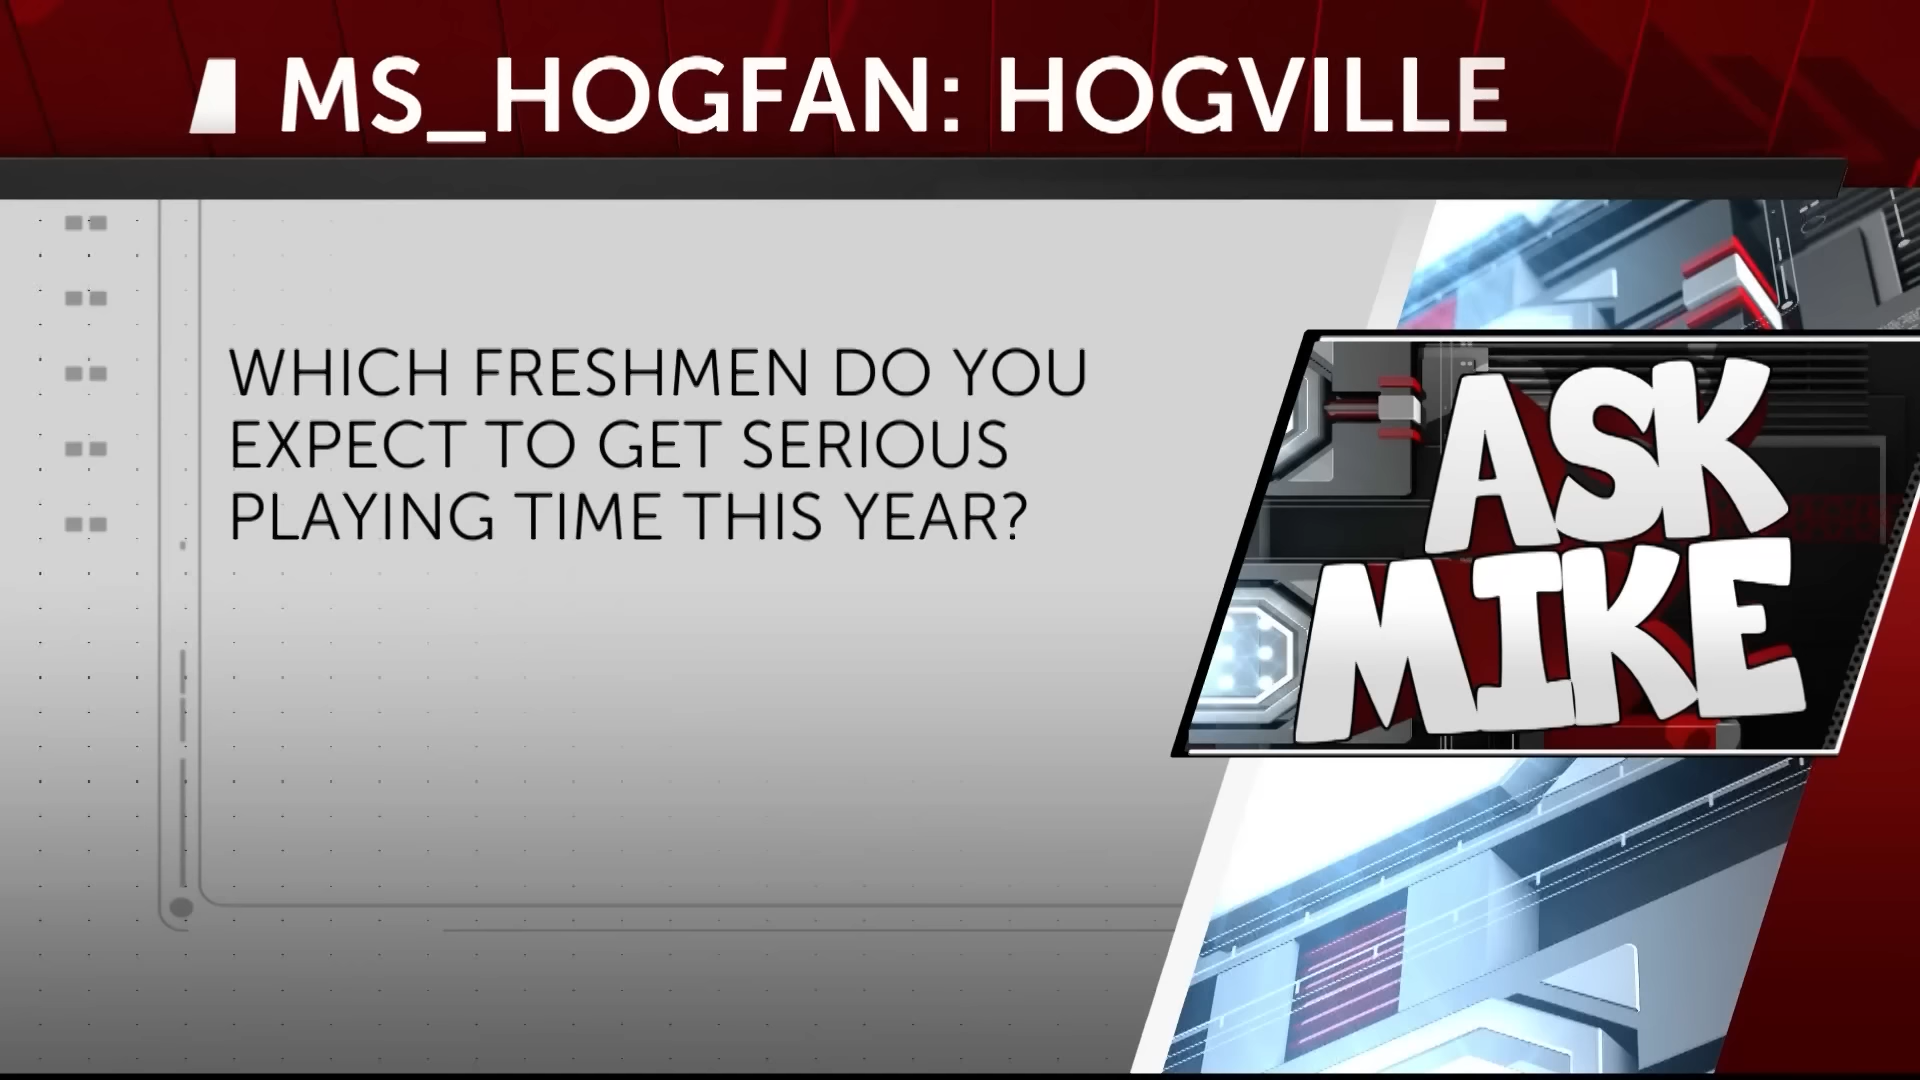 MS_HOGFAN: HOGVILLE
WHICH FRESHMEN DO YOU
EXPECT TO GET SERIOUS
PLAYING TIME THIS YEAR?
ASK
MIKE